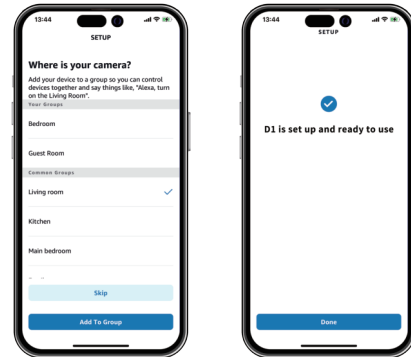 13:44
SETUP
Where is your camera?
Add your device to a group so you can control
devices together and say things like, "Alexa, turn
on the Living Room".
Your Groups
Bedroom
Guest Room
Common Groups
Living room
Kitchen
Main bedroom
Skip
Add To Group
13:44
SETUP
D1 is set up and ready to use
Done